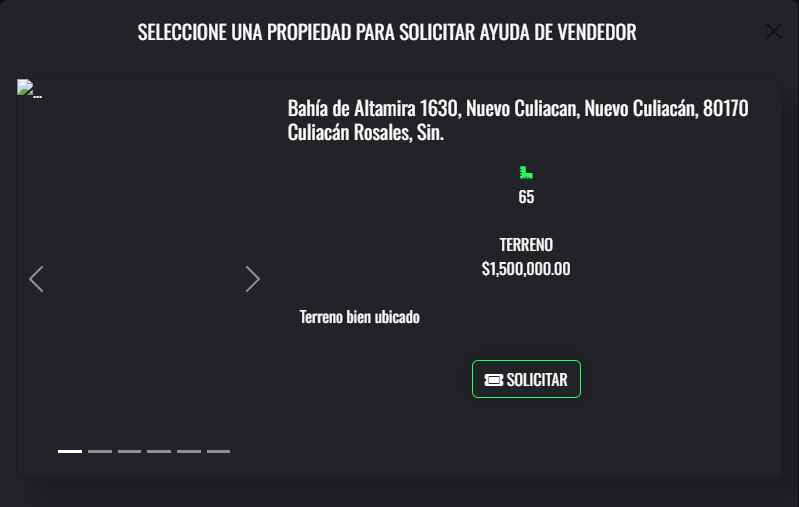 SELECCIONE UNA PROPIEDAD PARA SOLICITAR AYUDA DE VENDEDOR
...
Bahía de Altamira 1630, Nuevo Culiacan, Nuevo Culiacán, 80170
Culiacán Rosales, Sin.
65
TERRENO
$1,500,000.00
Terreno bien ubicado
SOLICITAR